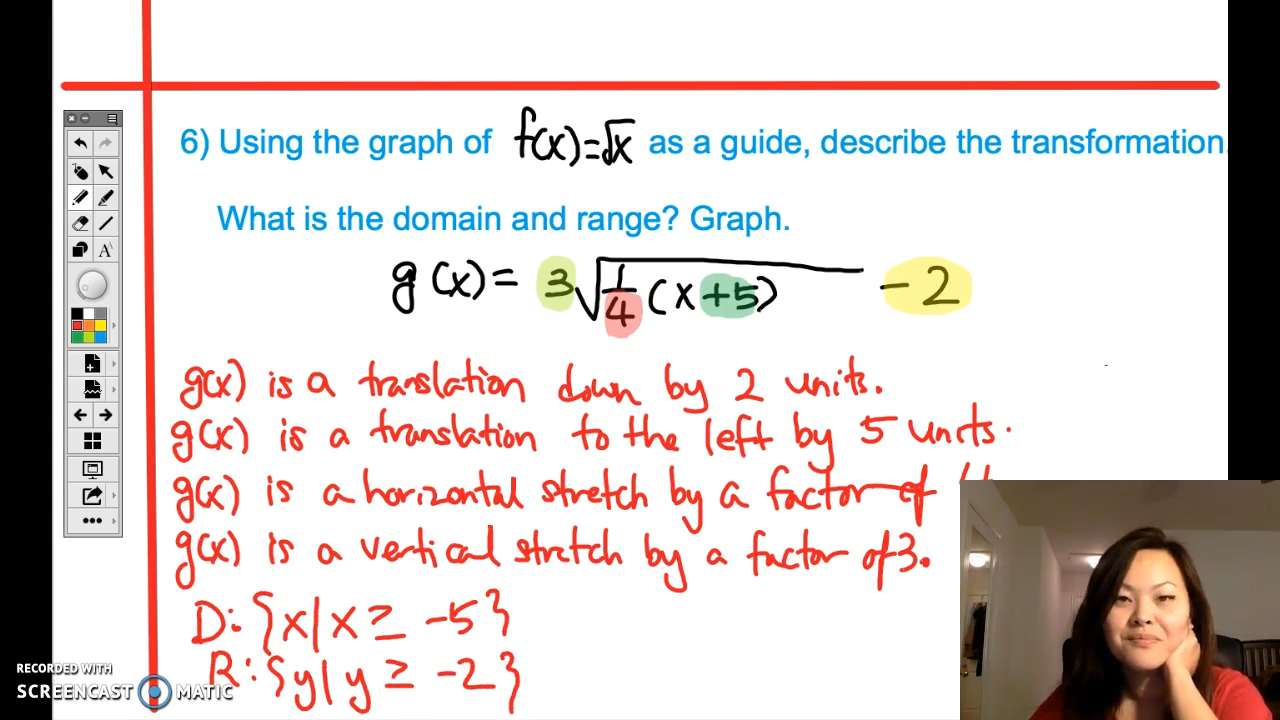 6) Using the graph of f(x)=√x as a guide, describe the transformation.
What is the domain and range? Graph.
g(x) = 3√(1/4 (x+5)) - 2
g(x) is a translation down by 2 units.
g(x) is a translation to the left by 5 units.
g(x) is a horizontal stretch by a factor of
g(x) is a vertical stretch by a factor of 3.
D: {x|x ≥ -5}
R: {y|y ≥ -2}
RECORDED WITH
SCREENCAST MATIC